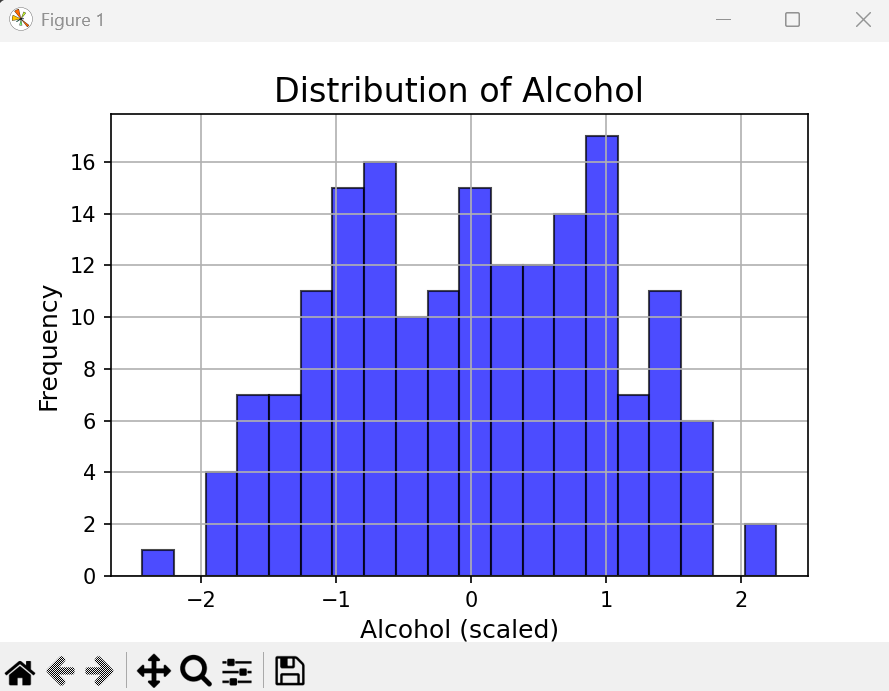 Figure 1
Distribution of Alcohol
16
14
12
10
8
6
4
2
0
Frequency
−2 −1 0 1 2
Alcohol (scaled)